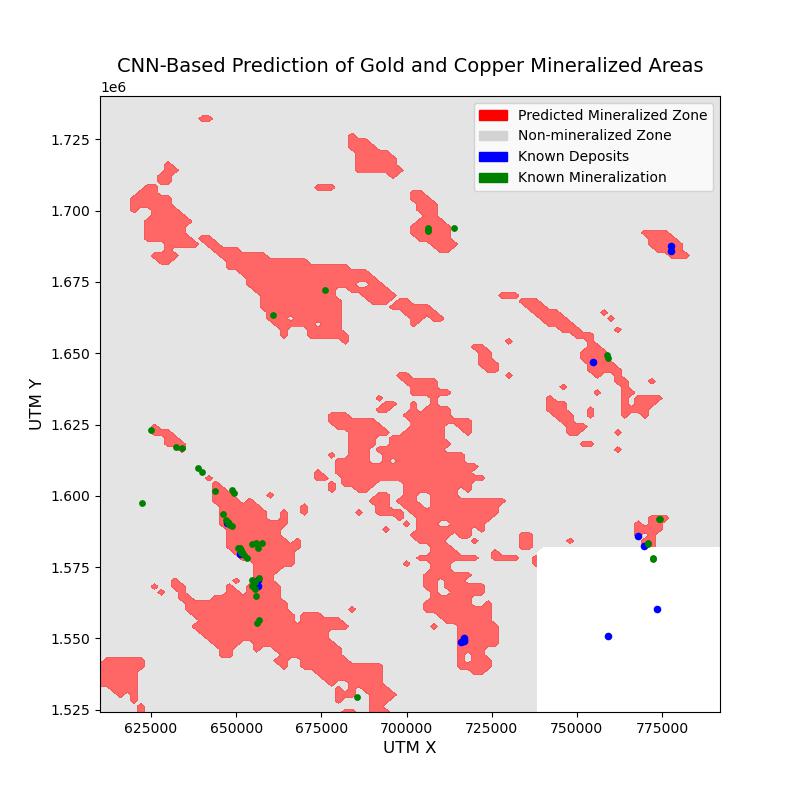 CNN-Based Prediction of Gold and Copper Mineralized Areas
1e6
Predicted Mineralized Zone
Non-mineralized Zone
Known Deposits
Known Mineralization
1.725
1.700
1.675
1.650
1.625
1.600
1.575
1.550
1.525
UTM Y
625000 650000 675000 700000 725000 750000 775000
UTM X